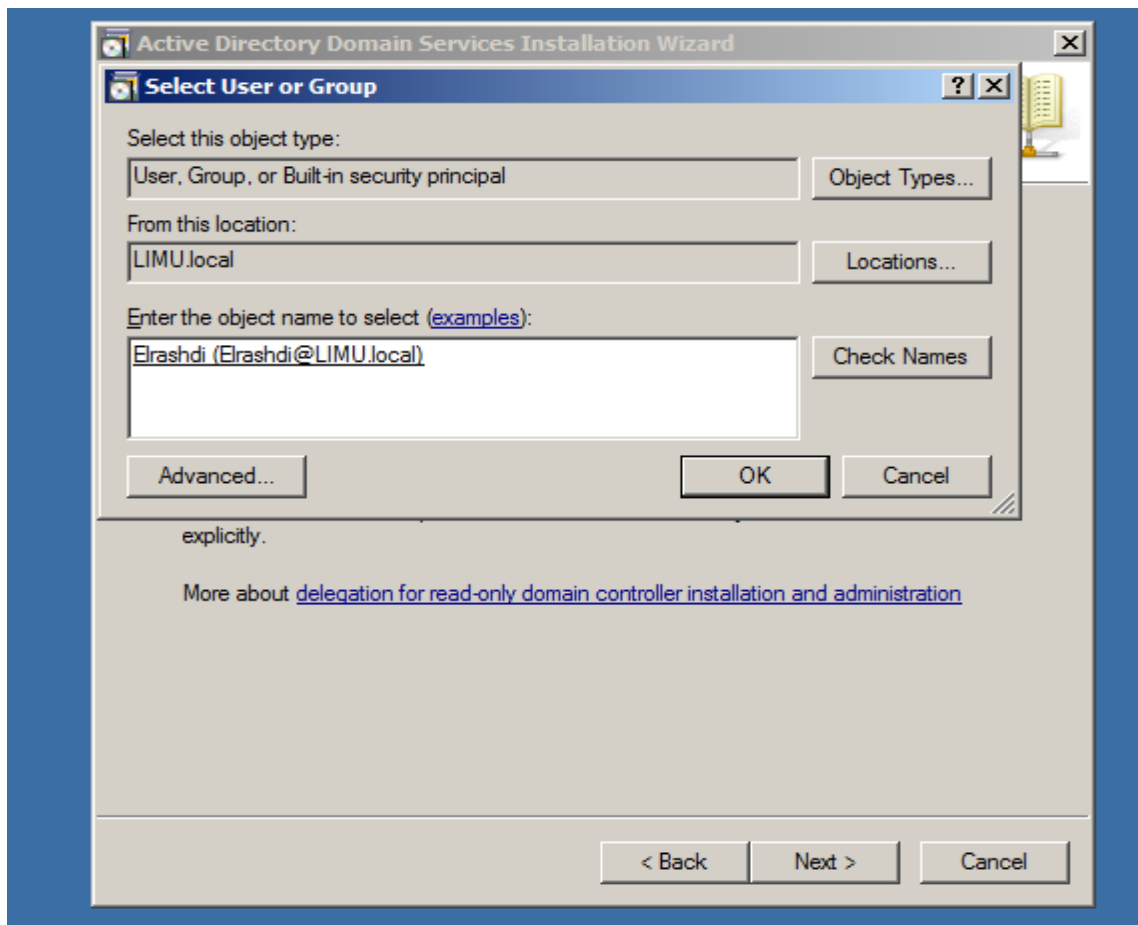 Active Directory Domain Services Installation Wizard
Select User or Group
Select this object type:
User, Group, or Built-in security principal
Object Types...
From this location:
LIMU.local
Locations...
Enter the object name to select (examples):
Elrashdi (Elrashdi@LIMU.local)
Check Names
Advanced...
OK
Cancel
explicitly.
More about delegation for read-only domain controller installation and administration
< Back
Next >
Cancel